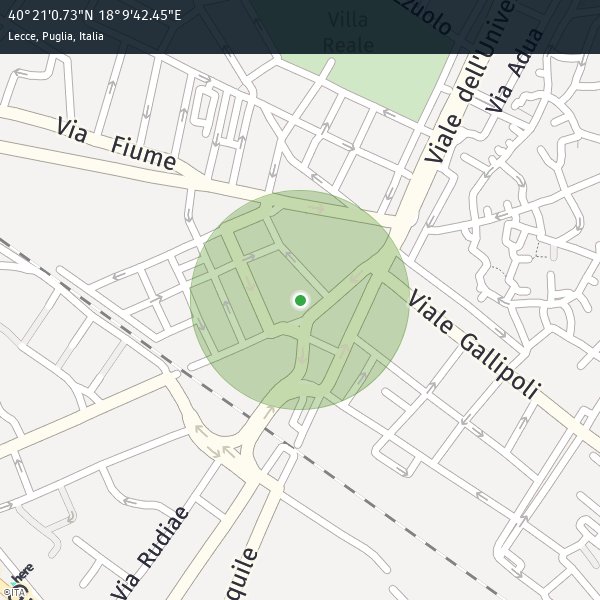 40°21'0.73"N 18°9'42.45"E
Lecce, Puglia, Italia
Villa
Reale
Via Fiume
Viale dell'Unive
Via Adua
Viale Gallipoli
Via Rudiae
quile
here
©ITA